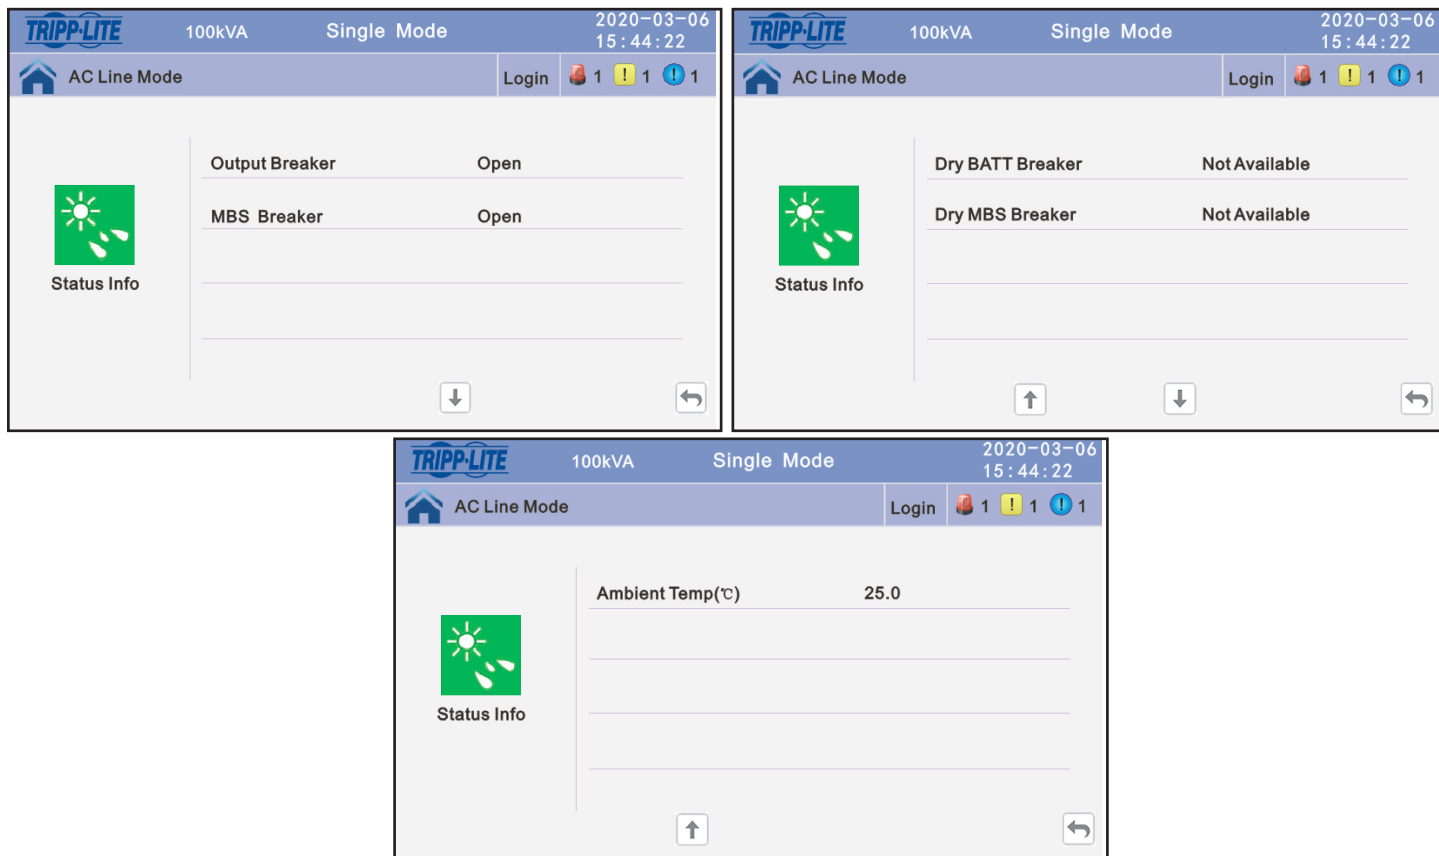 TRIPP·LITE 100kVA Single Mode 2020-03-06
15:44:22
AC Line Mode Login 1 ! 1 ! 1
Output Breaker Open
MBS Breaker Open
Status Info
TRIPP·LITE 100kVA Single Mode 2020-03-06
15:44:22
AC Line Mode Login 1 ! 1 ! 1
Dry BATT Breaker Not Available
Dry MBS Breaker Not Available
Status Info
TRIPP·LITE 100kVA Single Mode 2020-03-06
15:44:22
AC Line Mode Login 1 ! 1 ! 1
Ambient Temp(℃) 25.0
Status Info